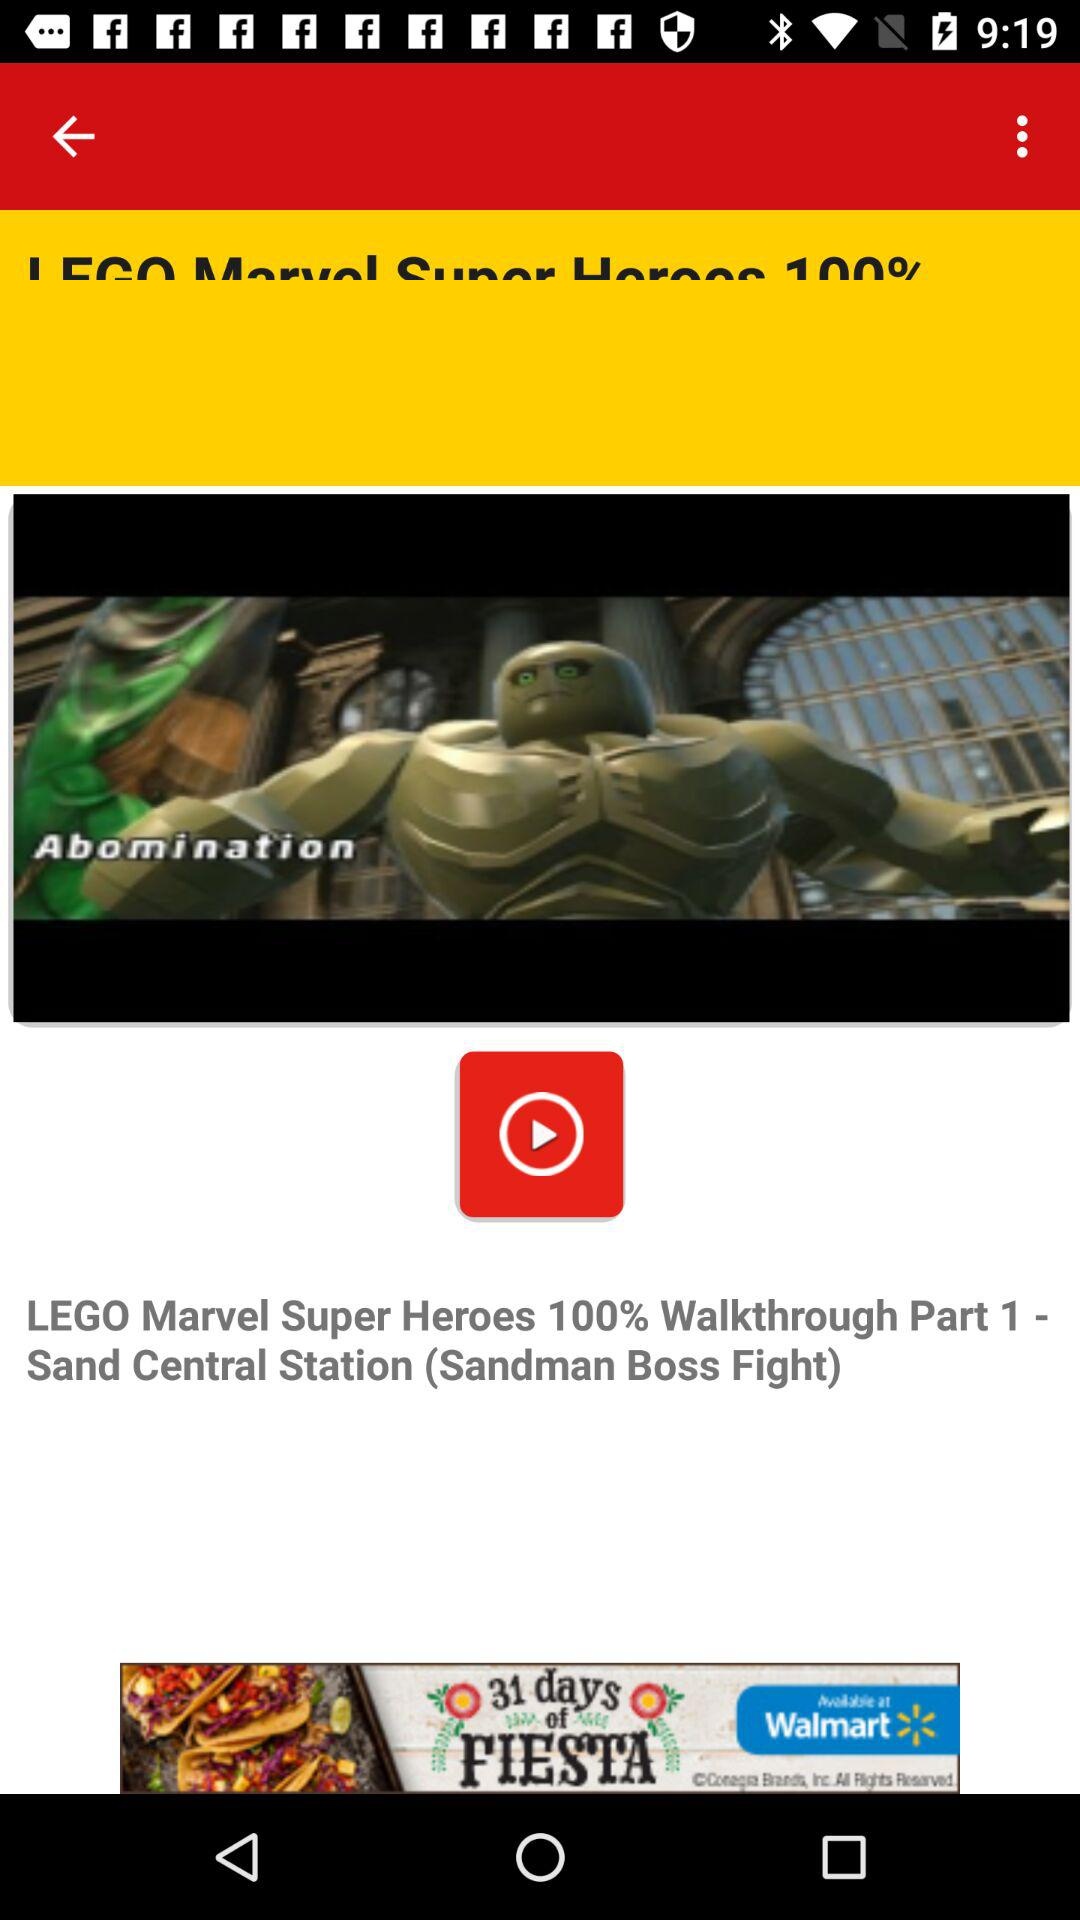 9:19
LEGO Marvel Super Heroes 100%
Abomination
LEGO Marvel Super Heroes 100% Walkthrough Part 1 -
Sand Central Station (Sandman Boss Fight)
31 days
of
FIESTA
Available at
Walmart
©Conagra Brands, Inc. All Rights Reserved.